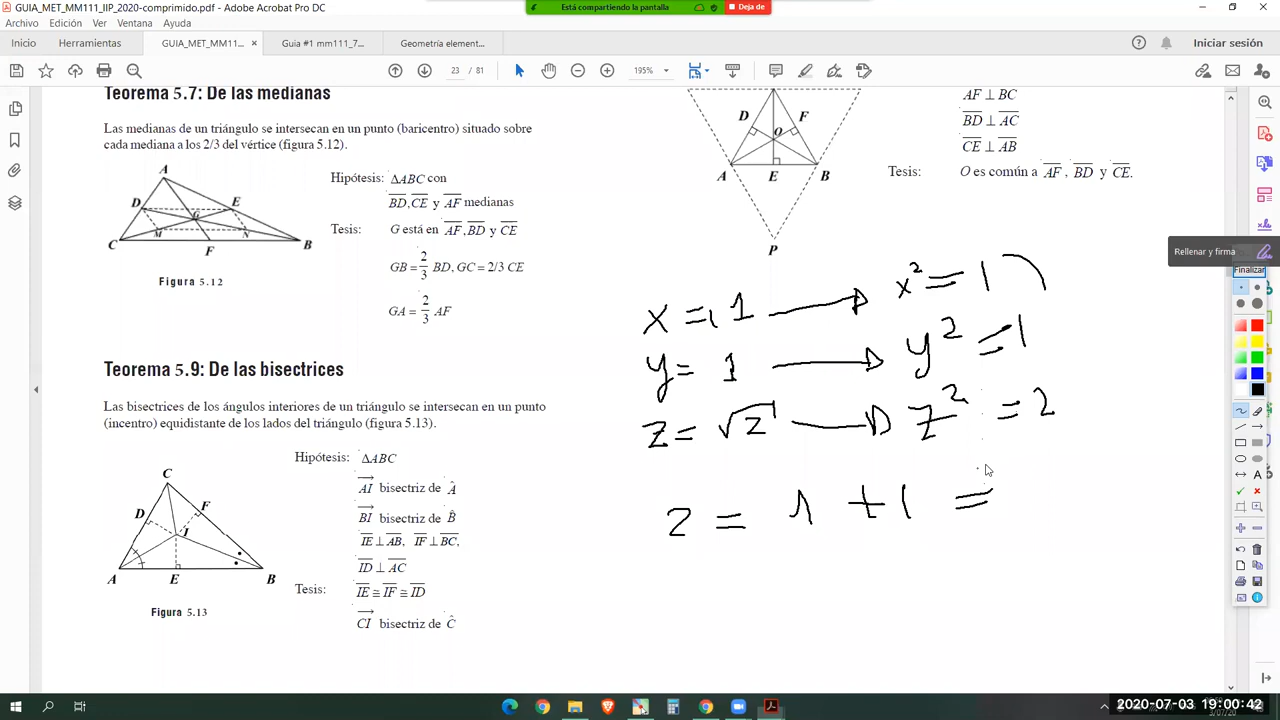 GUIA_MET_MM111_IIP_2020-comprimido.pdf - Adobe Acrobat Pro DC
Está compartiendo la pantalla
Deja de
Archivo Edición Ver Ventana Ayuda
Inicio Herramientas GUIA_MET_MM11... × Guia #1 mm111_7... Geometría element... Iniciar sesión
23 / 81 195%
Teorema 5.7: De las medianas
Las medianas de un triángulo se intersecan en un punto (baricentro) situado sobre
cada mediana a los 2/3 del vértice (figura 5.12).
A
D
E
G
C
M
N
F
B
Figura 5.12
Hipótesis: ΔABC con
BD, CE y AF medianas
Tesis: G está en AF, BD y CE
GB = 2/3 BD, GC = 2/3 CE
GA = 2/3 AF
Teorema 5.9: De las bisectrices
Las bisectrices de los ángulos interiores de un triángulo se intersecan en un punto
(incentro) equidistante de los lados del triángulo (figura 5.13).
C
D
F
I
A
E
B
Figura 5.13
Hipótesis: ΔABC
AI bisectriz de A
BI bisectriz de B
IE ⊥ AB, IF ⊥ BC,
ID ⊥ AC
Tesis: IE ≅ IF ≅ ID
CI bisectriz de C
D
F
O
A
E
B
P
AF ⊥ BC
BD ⊥ AC
CE ⊥ AB
Tesis: O es común a AF, BD y CE.
x = 1 → x² = 1
y = 1 → y² = 1
z = √2 → z² = 2
2 = 1 + 1 =
Rellenar y firma
Finalizar
A
2020-07-03 19:00:42